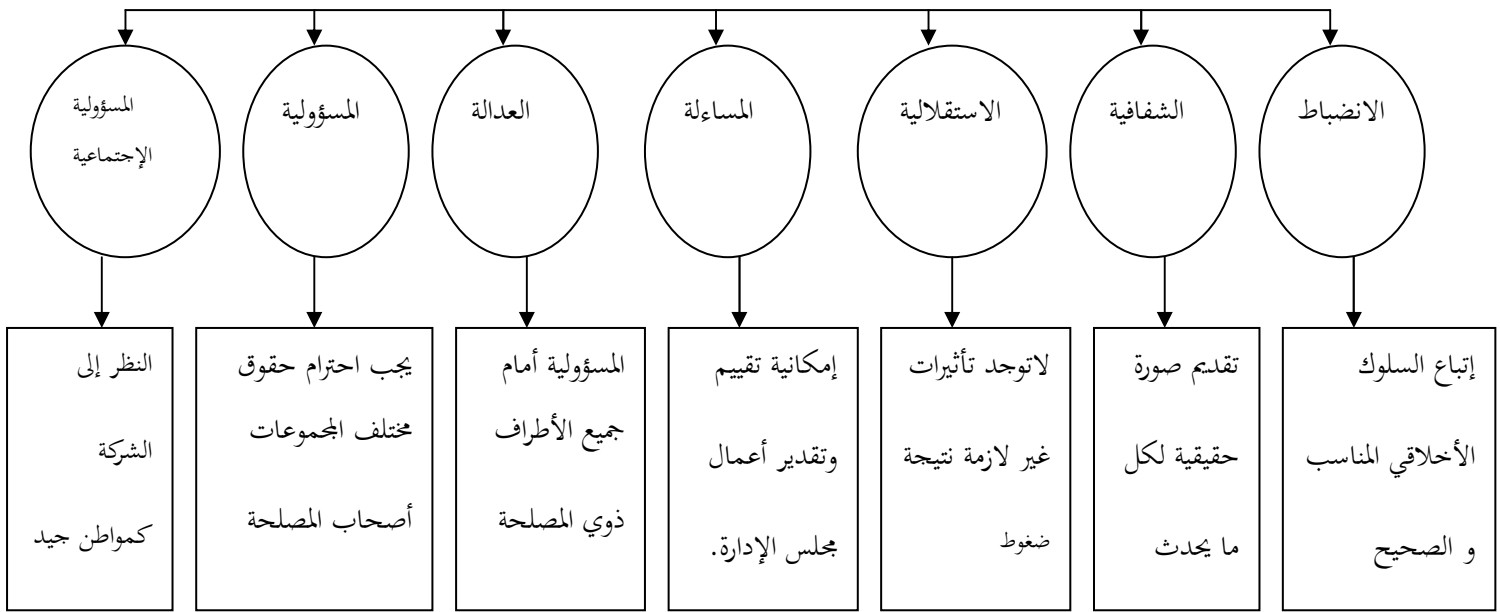 الانضباط
الشفافية
الاستقلالية
المساءلة
العدالة
المسؤولية
المسؤولية
الإجتماعية
إتباع السلوك
الأخلاقي المناسب
و الصحيح
تقديم صورة
حقيقية لكل
ما يحدث
لاتوجد تأثيرات
غير لازمة نتيجة
ضغوط
إمكانية تقييم
وتقدير أعمال
مجلس الإدارة.
المسؤولية أمام
جميع الأطراف
ذوي المصلحة
يجب احترام حقوق
مختلف المجموعات
أصحاب المصلحة
النظر إلى
الشركة
كمواطن جيد